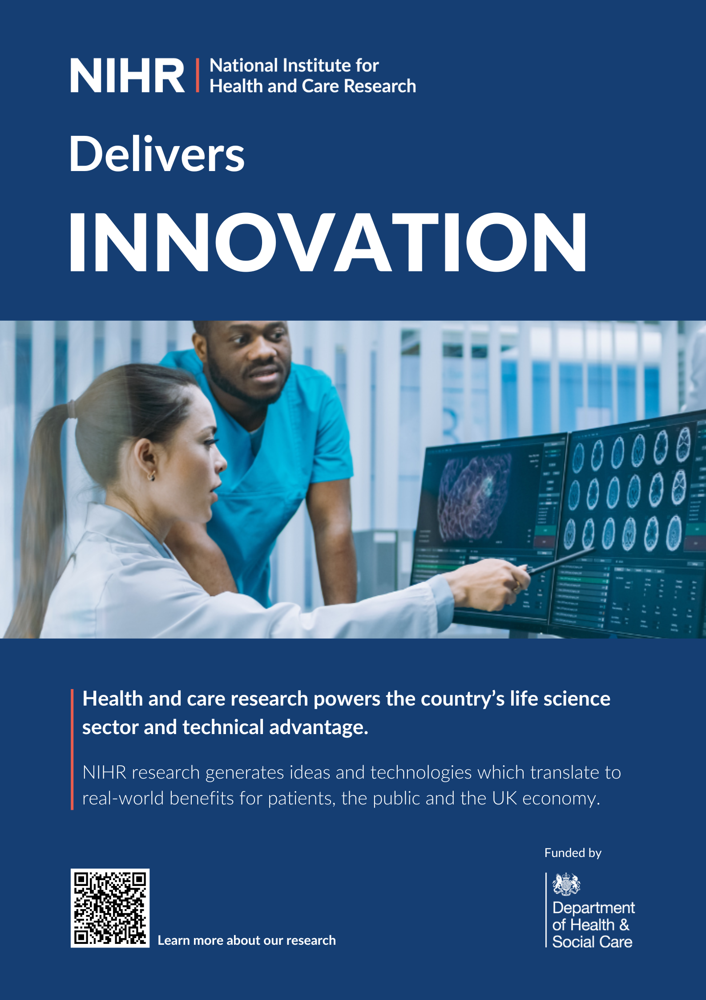 NIHR | National Institute for
Health and Care Research
Delivers
INNOVATION
Health and care research powers the country’s life science
sector and technical advantage.
NIHR research generates ideas and technologies which translate to
real-world benefits for patients, the public and the UK economy.
Funded by
Department
of Health &
Social Care
Learn more about our research